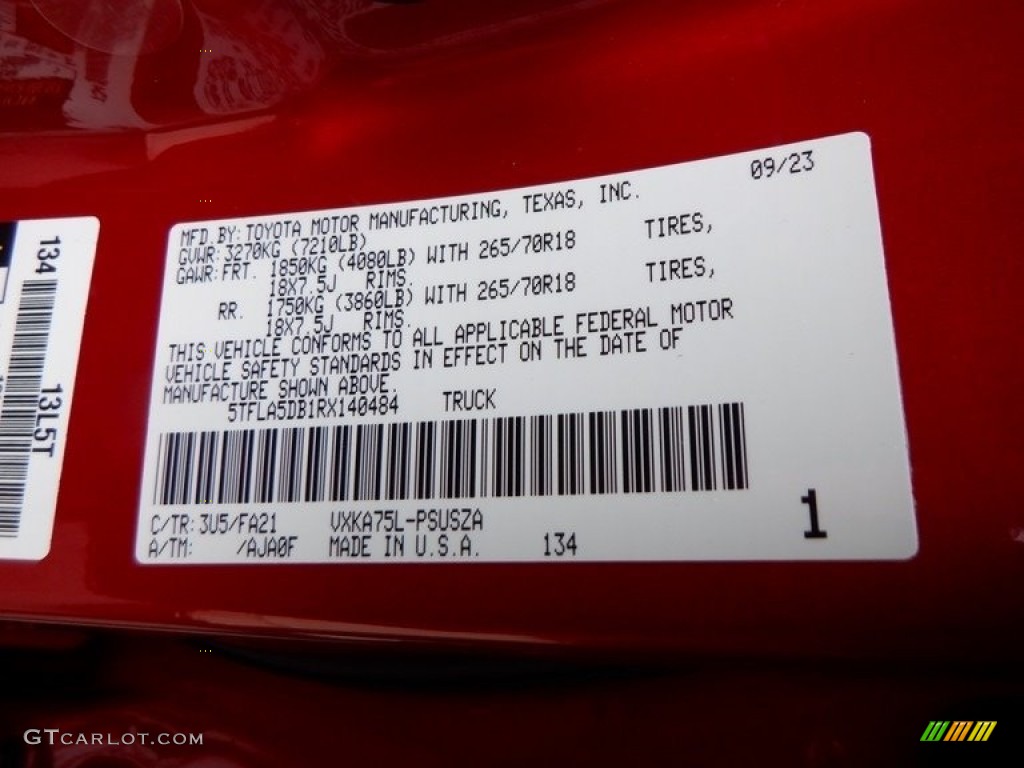 09/23
MFD.BY:TOYOTA MOTOR MANUFACTURING, TEXAS, INC.
GVWR:3270KG (7210LB)
GAWR:FRT. 1850KG (4080LB) WITH 265/70R18 TIRES,
18X7.5J RIMS.
RR. 1750KG (3860LB) WITH 265/70R18 TIRES,
18X7.5J RIMS.
THIS VEHICLE CONFORMS TO ALL APPLICABLE FEDERAL MOTOR
VEHICLE SAFETY STANDARDS IN EFFECT ON THE DATE OF
MANUFACTURE SHOWN ABOVE.
5TFLA5DB1RX140484 TRUCK
C/TR:3U5/FA21 VXKA75L-PSUSZA
A/TM: /AJA0F MADE IN U.S.A. 134
1
134
13L5T
GTCARLOT.COM